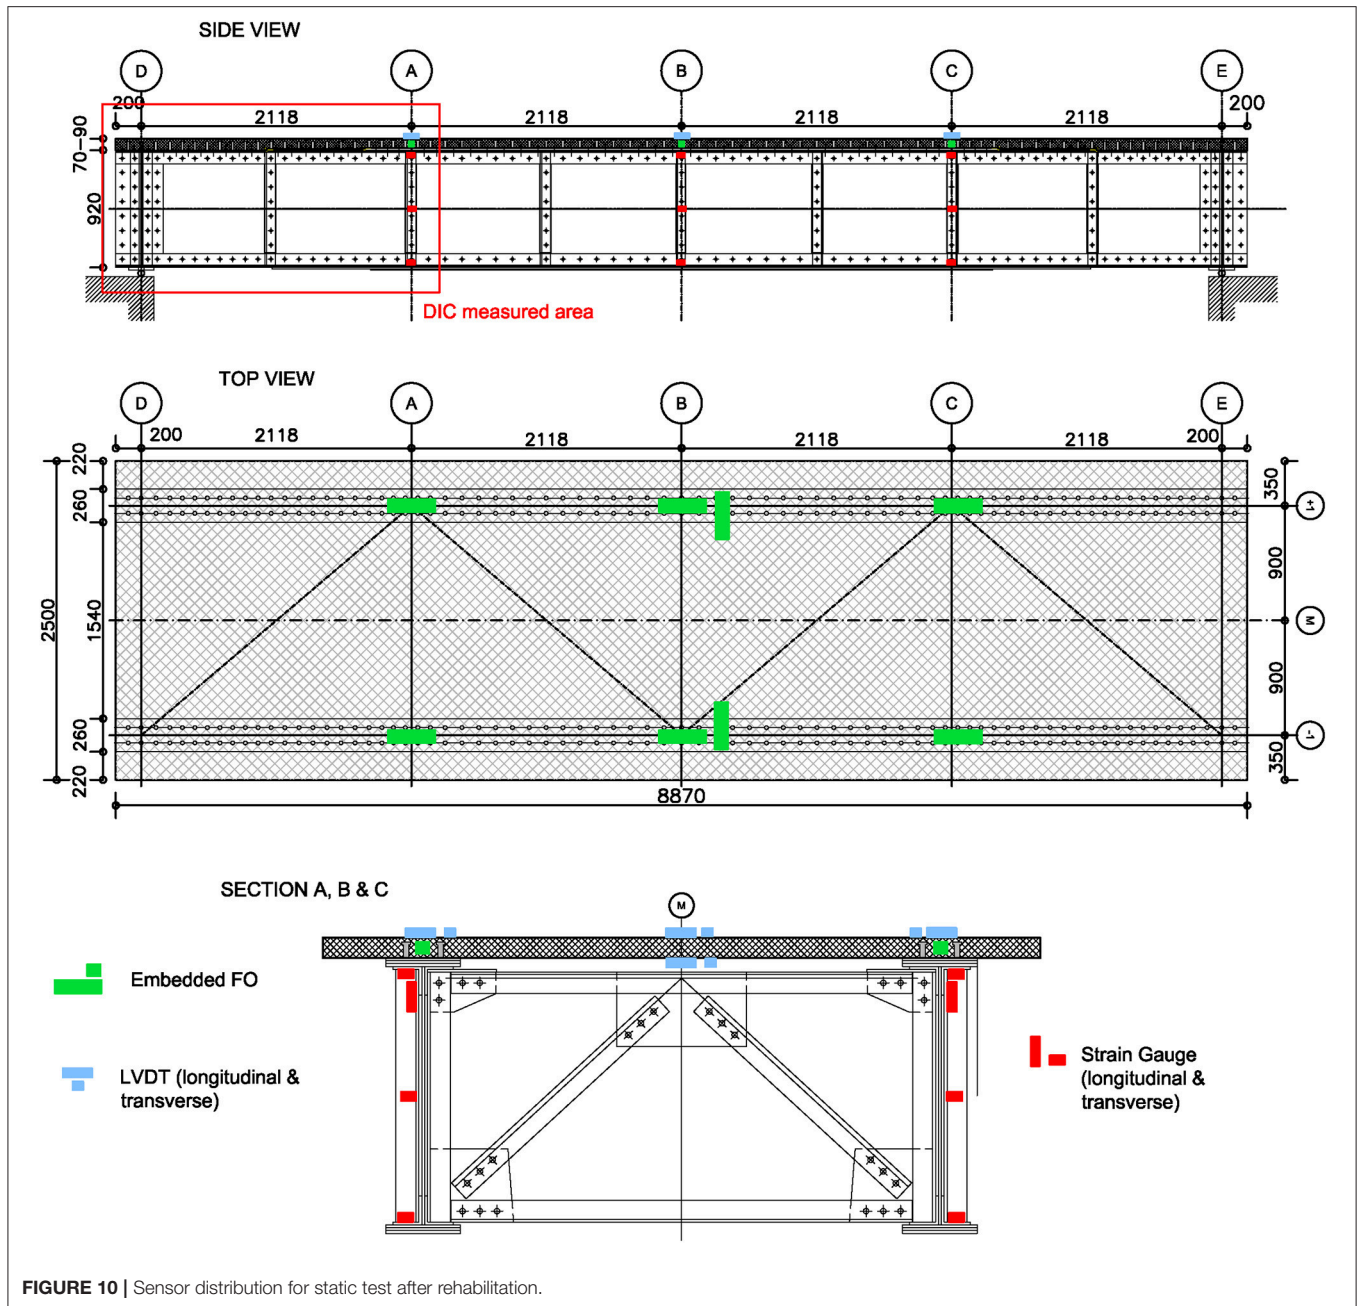 SIDE VIEW
D A B C E
200 2118 2118 2118 2118 200
70–90
920
DIC measured area
TOP VIEW
D A B C E
200 2118 2118 2118 2118 200
220
260
1540
2500
260
220
350
+1
900
M
900
-1
350
8870
SECTION A, B & C
M
Embedded FO
LVDT (longitudinal &
transverse)
Strain Gauge
(longitudinal &
transverse)
FIGURE 10 | Sensor distribution for static test after rehabilitation.